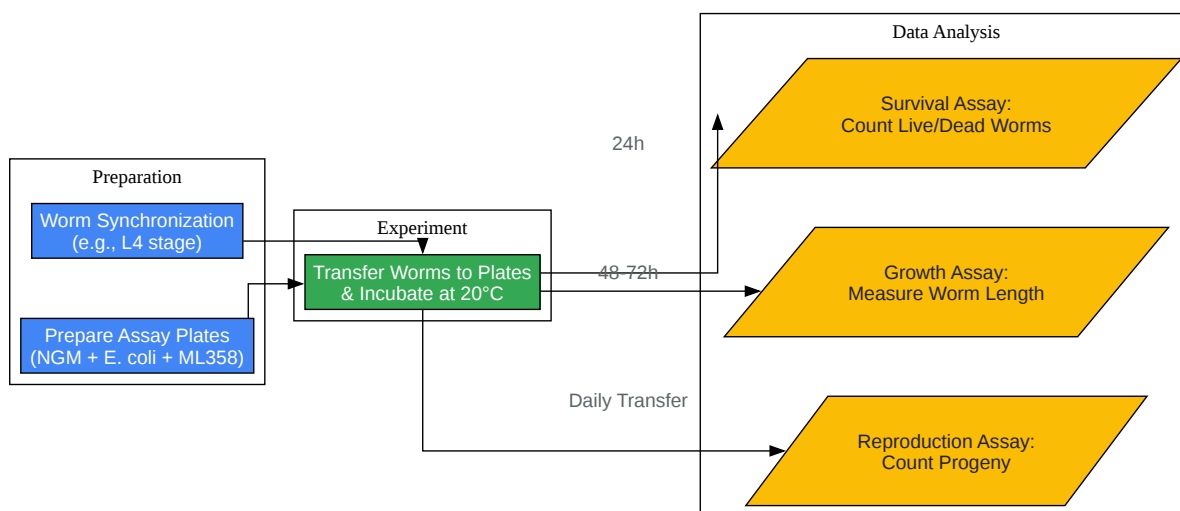 Preparation
Worm Synchronization
(e.g., L4 stage)
Prepare Assay Plates
(NGM + E. coli + ML358)
Experiment
Transfer Worms to Plates
& Incubate at 20°C
24h
48-72h
Daily Transfer
Data Analysis
Survival Assay:
Count Live/Dead Worms
Growth Assay:
Measure Worm Length
Reproduction Assay:
Count Progeny